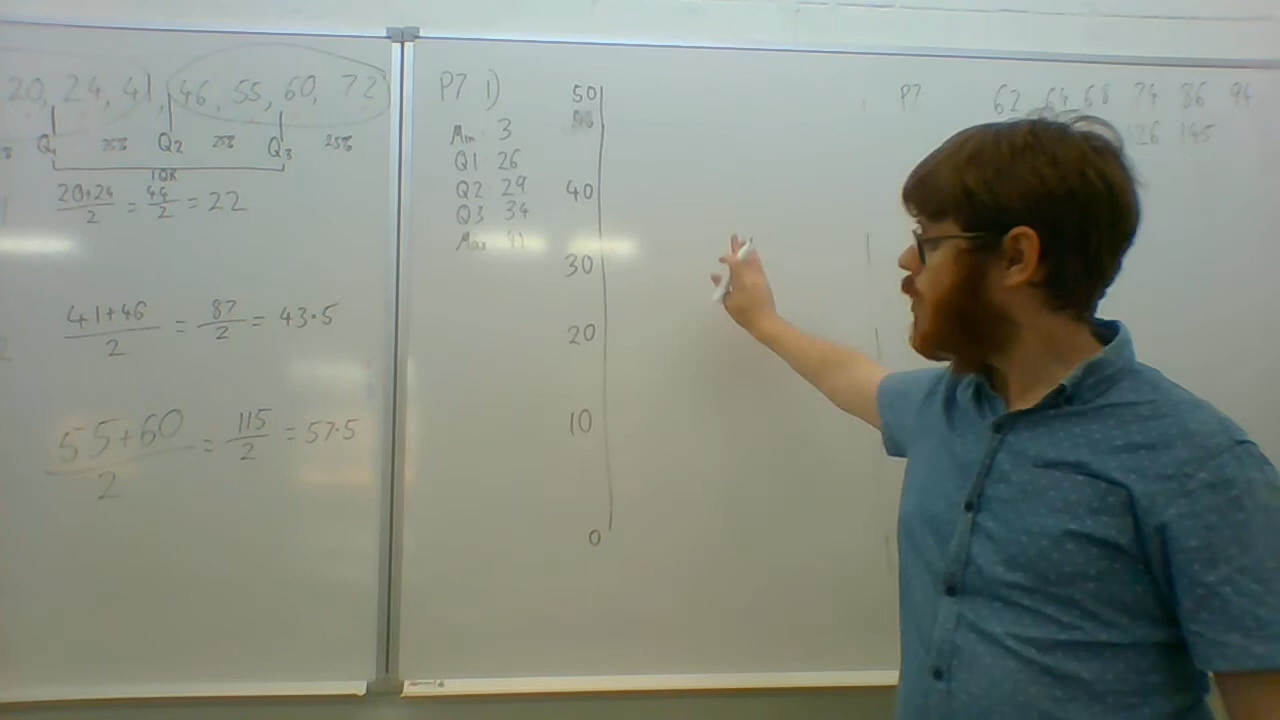 20, 24, 41, 46, 55, 60, 72
Q1 25% Q2 25% Q3 25%
IQR
20+24/2 = 44/2 = 22
41+46/2 = 87/2 = 43.5
55+60/2 = 115/2 = 57.5
P7 1)
Min 3
Q1 26
Q2 29
Q3 34
Max 41
50
40
30
20
10
0
P7 62 64 68 74 86 94
126 145